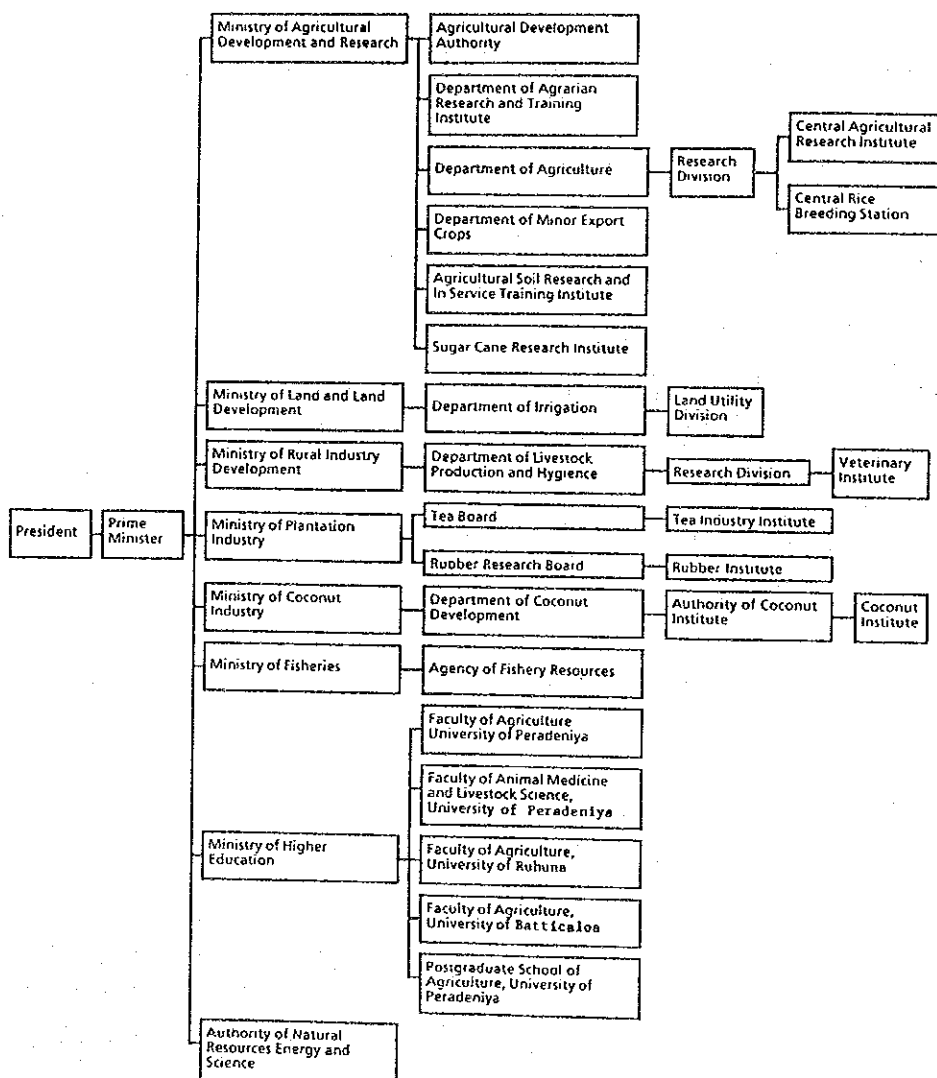 Ministry of Agricultural
Development and Research
Agricultural Development
Authority
Department of Agrarian
Research and Training
Institute
Department of Agriculture
Research
Division
Central Agricultural
Research Institute
Central Rice
Breeding Station
Department of Minor Export
Crops
Agricultural Soil Research and
In Service Training Institute
Sugar Cane Research Institute
Ministry of Land and Land
Development
Department of Irrigation
Land Utility
Division
Ministry of Rural Industry
Development
Department of Livestock
Production and Hygience
Research Division
Veterinary
Institute
President
Prime
Minister
Ministry of Plantation
Industry
Tea Board
Tea Industry Institute
Rubber Research Board
Rubber Institute
Ministry of Coconut
Industry
Department of Coconut
Development
Authority of Coconut
Institute
Coconut
Institute
Ministry of Fisheries
Agency of Fishery Resources
Ministry of Higher
Education
Faculty of Agriculture
University of Peradeniya
Faculty of Animal Medicine
and Livestock Science,
University of Peradeniya
Faculty of Agriculture,
University of Ruhuna
Faculty of Agriculture,
University of Batticaloa
Postgraduate School of
Agriculture, University of
Peradeniya
Authority of Natural
Resources Energy and
Science